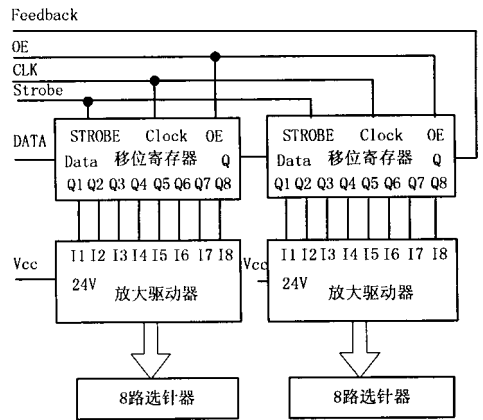 Feedback
OE
CLK
Strobe
DATA
STROBE Clock OE
Data 移位寄存器 Q
Q1 Q2 Q3 Q4 Q5 Q6 Q7 Q8
STROBE Clock OE
Data 移位寄存器 Q
Q1 Q2 Q3 Q4 Q5 Q6 Q7 Q8
Vcc
I1 I2 I3 I4 I5 I6 I7 I8
24V
放大驱动器
Vcc
I1 I2 I3 I4 I5 I6 I7 I8
24V
放大驱动器
8路选针器
8路选针器